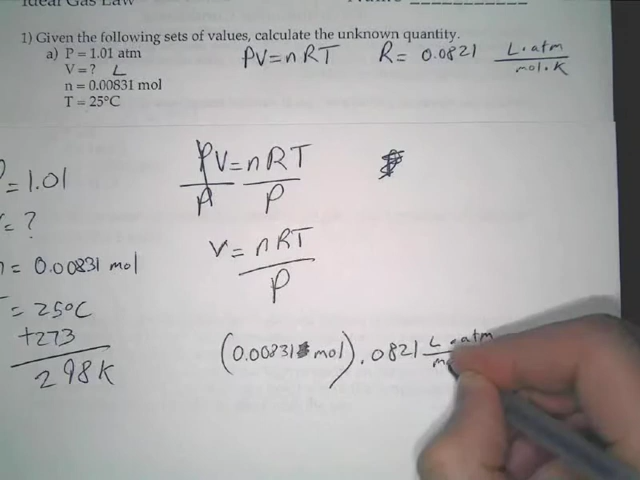 Ideal Gas Law
1) Given the following sets of values, calculate the unknown quantity.
a) P = 1.01 atm
V = ? L
n = 0.00831 mol
T = 25°C
PV = nRT R = 0.0821 L·atm
mol·K
= 1.01
= ?
= 0.00831 mol
= 25°C
+273
298K
PV = nRT
P P
V = nRT
P
(0.00831 mol).0821 L·atm